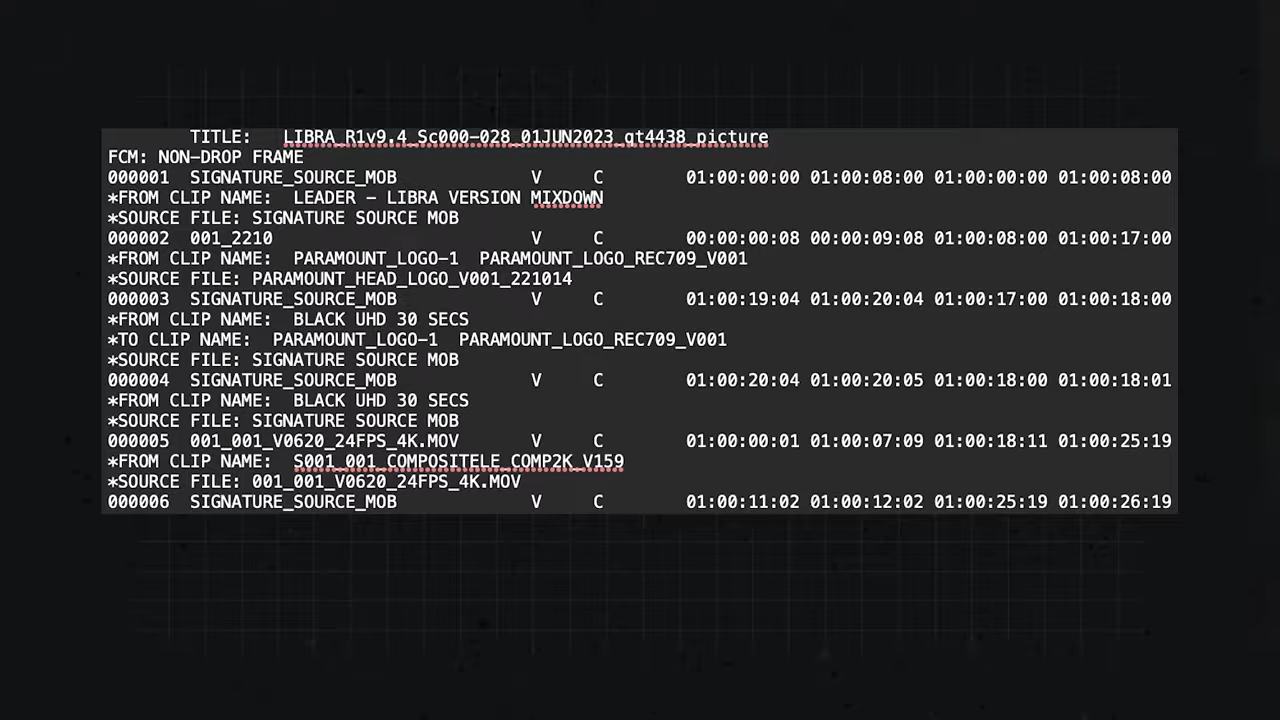 TITLE: LIBRA_R1v9.4_Sc000-028_01JUN2023_qt4438_picture
FCM: NON-DROP FRAME
000001 SIGNATURE_SOURCE_MOB V C 01:00:00:00 01:00:08:00 01:00:00:00 01:00:08:00
*FROM CLIP NAME: LEADER - LIBRA VERSION MIXDOWN
*SOURCE FILE: SIGNATURE SOURCE MOB
000002 001_2210 V C 00:00:00:08 00:00:09:08 01:00:08:00 01:00:17:00
*FROM CLIP NAME: PARAMOUNT_LOGO-1 PARAMOUNT_LOGO_REC709_V001
*SOURCE FILE: PARAMOUNT_HEAD_LOGO_V001_221014
000003 SIGNATURE_SOURCE_MOB V C 01:00:19:04 01:00:20:04 01:00:17:00 01:00:18:00
*FROM CLIP NAME: BLACK UHD 30 SECS
*TO CLIP NAME: PARAMOUNT_LOGO-1 PARAMOUNT_LOGO_REC709_V001
*SOURCE FILE: SIGNATURE SOURCE MOB
000004 SIGNATURE_SOURCE_MOB V C 01:00:20:04 01:00:20:05 01:00:18:00 01:00:18:01
*FROM CLIP NAME: BLACK UHD 30 SECS
*SOURCE FILE: SIGNATURE SOURCE MOB
000005 001_001_V0620_24FPS_4K.MOV V C 01:00:00:01 01:00:07:09 01:00:18:11 01:00:25:19
*FROM CLIP NAME: S001_001_COMPOSITELE_COMP2K_V159
*SOURCE FILE: 001_001_V0620_24FPS_4K.MOV
000006 SIGNATURE_SOURCE_MOB V C 01:00:11:02 01:00:12:02 01:00:25:19 01:00:26:19